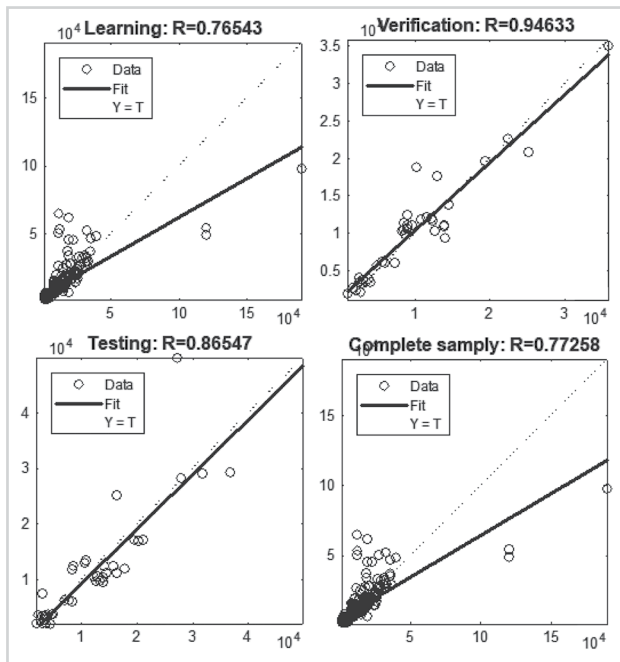 10⁴ Learning: R=0.76543
15
10
5
Data
Fit
Y = T
5 10 15 10⁴
10⁴ Verification: R=0.94633
3.5
3
2.5
2
1.5
1
0.5
Data
Fit
Y = T
1 2 3 10⁴
10⁴ Testing: R=0.86547
4
3
2
1
Data
Fit
Y = T
1 2 3 4 10⁴
Complete samply: R=0.77258
15
10
5
Data
Fit
Y = T
5 10 15 10⁴